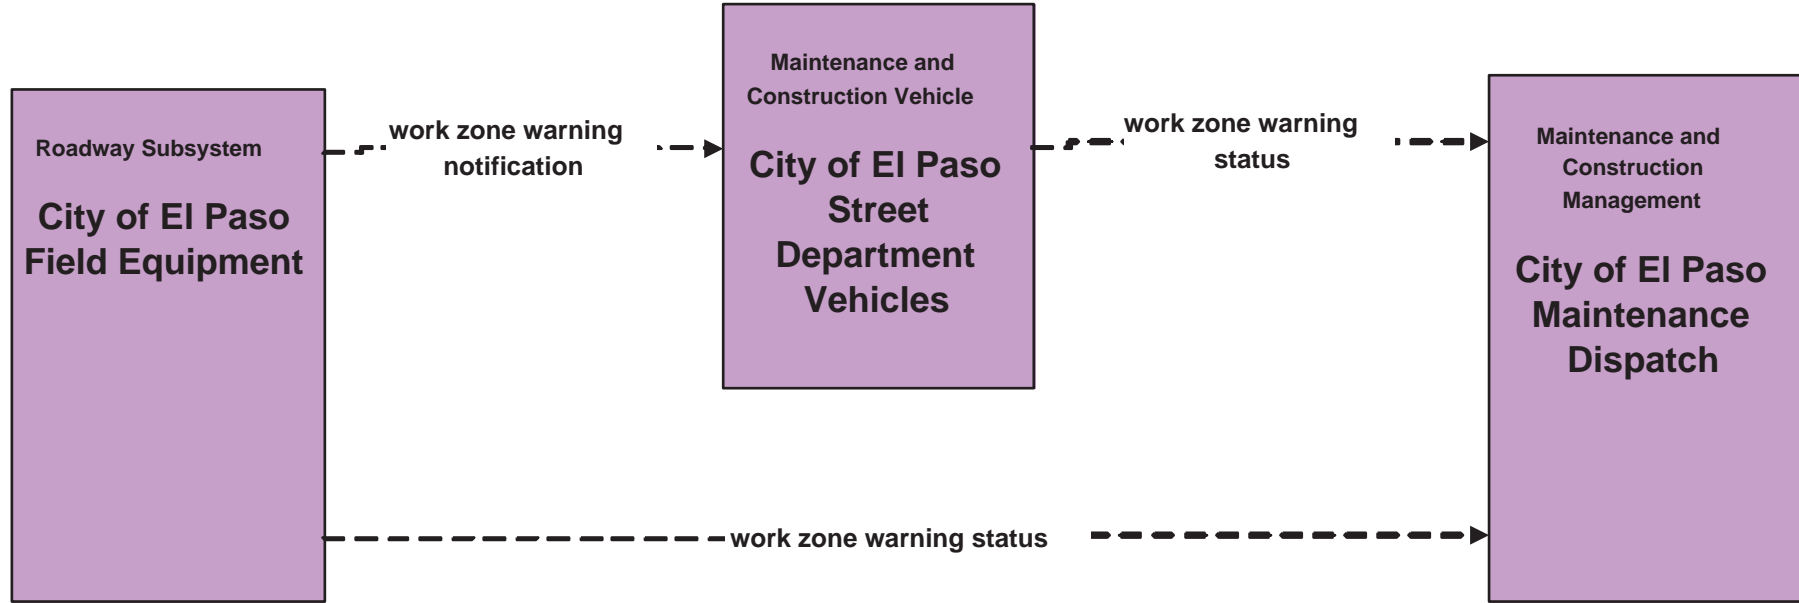 Roadway Subsystem
City of El Paso
Field Equipment
work zone warning
notification
Maintenance and
Construction Vehicle
City of El Paso
Street
Department
Vehicles
work zone warning
status
Maintenance and
Construction
Management
City of El Paso
Maintenance
Dispatch
work zone warning status